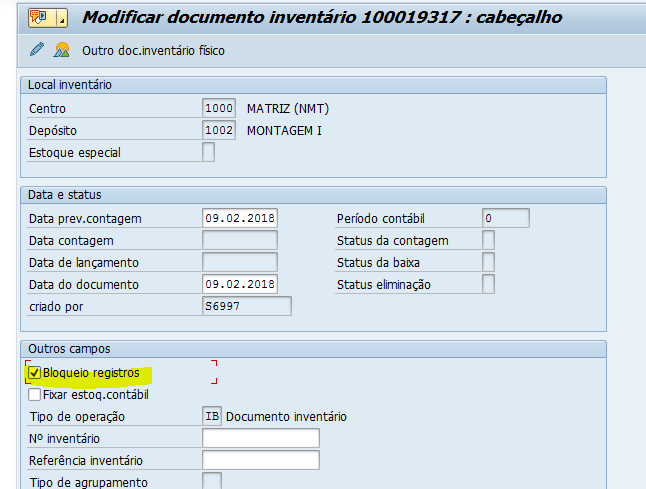 Modificar documento inventário 100019317 : cabeçalho
Outro doc.inventário físico
Local inventário
Centro 1000 MATRIZ (NMT)
Depósito 1002 MONTAGEM I
Estoque especial
Data e status
Data prev.contagem 09.02.2018 Período contábil 0
Data contagem Status da contagem
Data de lançamento Status da baixa
Data do documento 09.02.2018 Status eliminação
criado por S6997
Outros campos
Bloqueio registros
Fixar estoq.contábil
Tipo de operação IB Documento inventário
Nº inventário
Referência inventário
Tipo de agrupamento